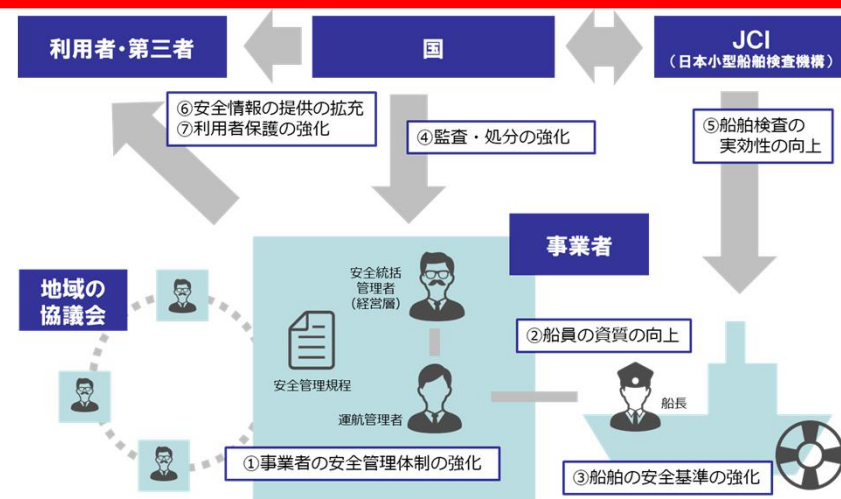 利用者・第三者
国
JCI
（日本小型船舶検査機構）
⑥安全情報の提供の拡充
⑦利用者保護の強化
④監査・処分の強化
⑤船舶検査の
実効性の向上
事業者
地域の
協議会
安全統括
管理者
（経営層）
安全管理規程
運航管理者
②船員の資質の向上
船長
①事業者の安全管理体制の強化
③船舶の安全基準の強化